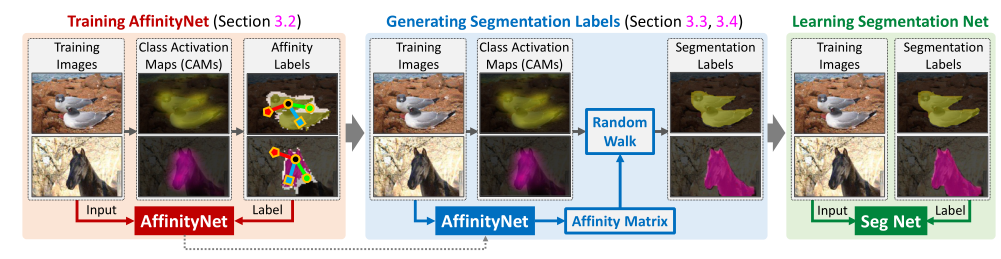 Training AffinityNet (Section 3.2)
Training
Images
Class Activation
Maps (CAMs)
Affinity
Labels
Input
Label
AffinityNet
Generating Segmentation Labels (Section 3.3, 3.4)
Training
Images
Class Activation
Maps (CAMs)
Segmentation
Labels
Random
Walk
AffinityNet
Affinity Matrix
Learning Segmentation Net
Training
Images
Segmentation
Labels
Input
Label
Seg Net